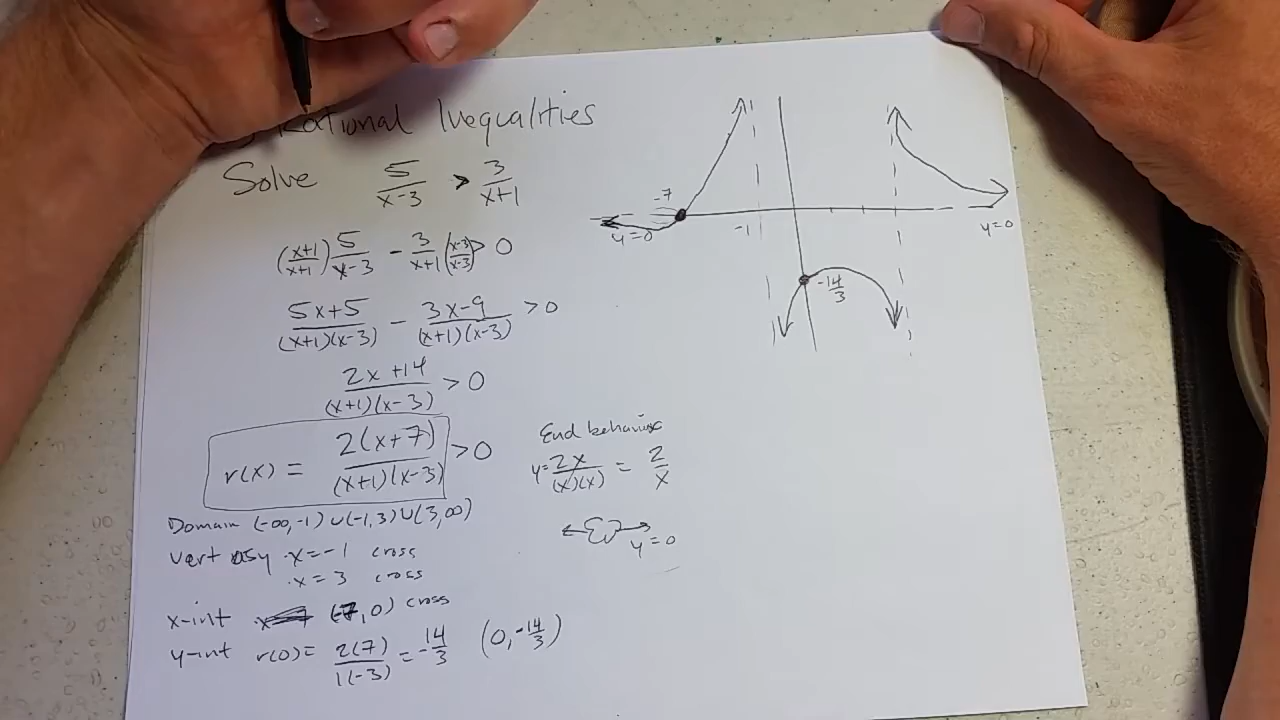 Rational Inequalities
Solve 5/(x-3) > 3/(x+1)
((x+1)/(x+1)) 5/(x-3) - 3/(x+1) ((x-3)/(x-3)) > 0
(5x+5)/((x+1)(x-3)) - (3x-9)/((x+1)(x-3)) > 0
(2x+14)/((x+1)(x-3)) > 0
r(x) = 2(x+7)/((x+1)(x-3)) > 0
Domain (-∞,-1) ∪ (-1,3) ∪ (3,∞)
vert asy · x=-1 cross
· x=3 cross
x-int (-7,0) cross
y-int r(0) = 2(7)/(1(-3)) = -14/3 (0,-14/3)
End behavior
y = 2x/((x)(x)) = 2/x
y=0
-7
y=0
-1
-14/3
y=0